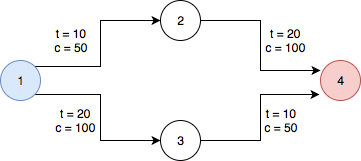 t = 10
c = 50
2
t = 20
c = 100
1
4
t = 20
c = 100
3
t = 10
c = 50